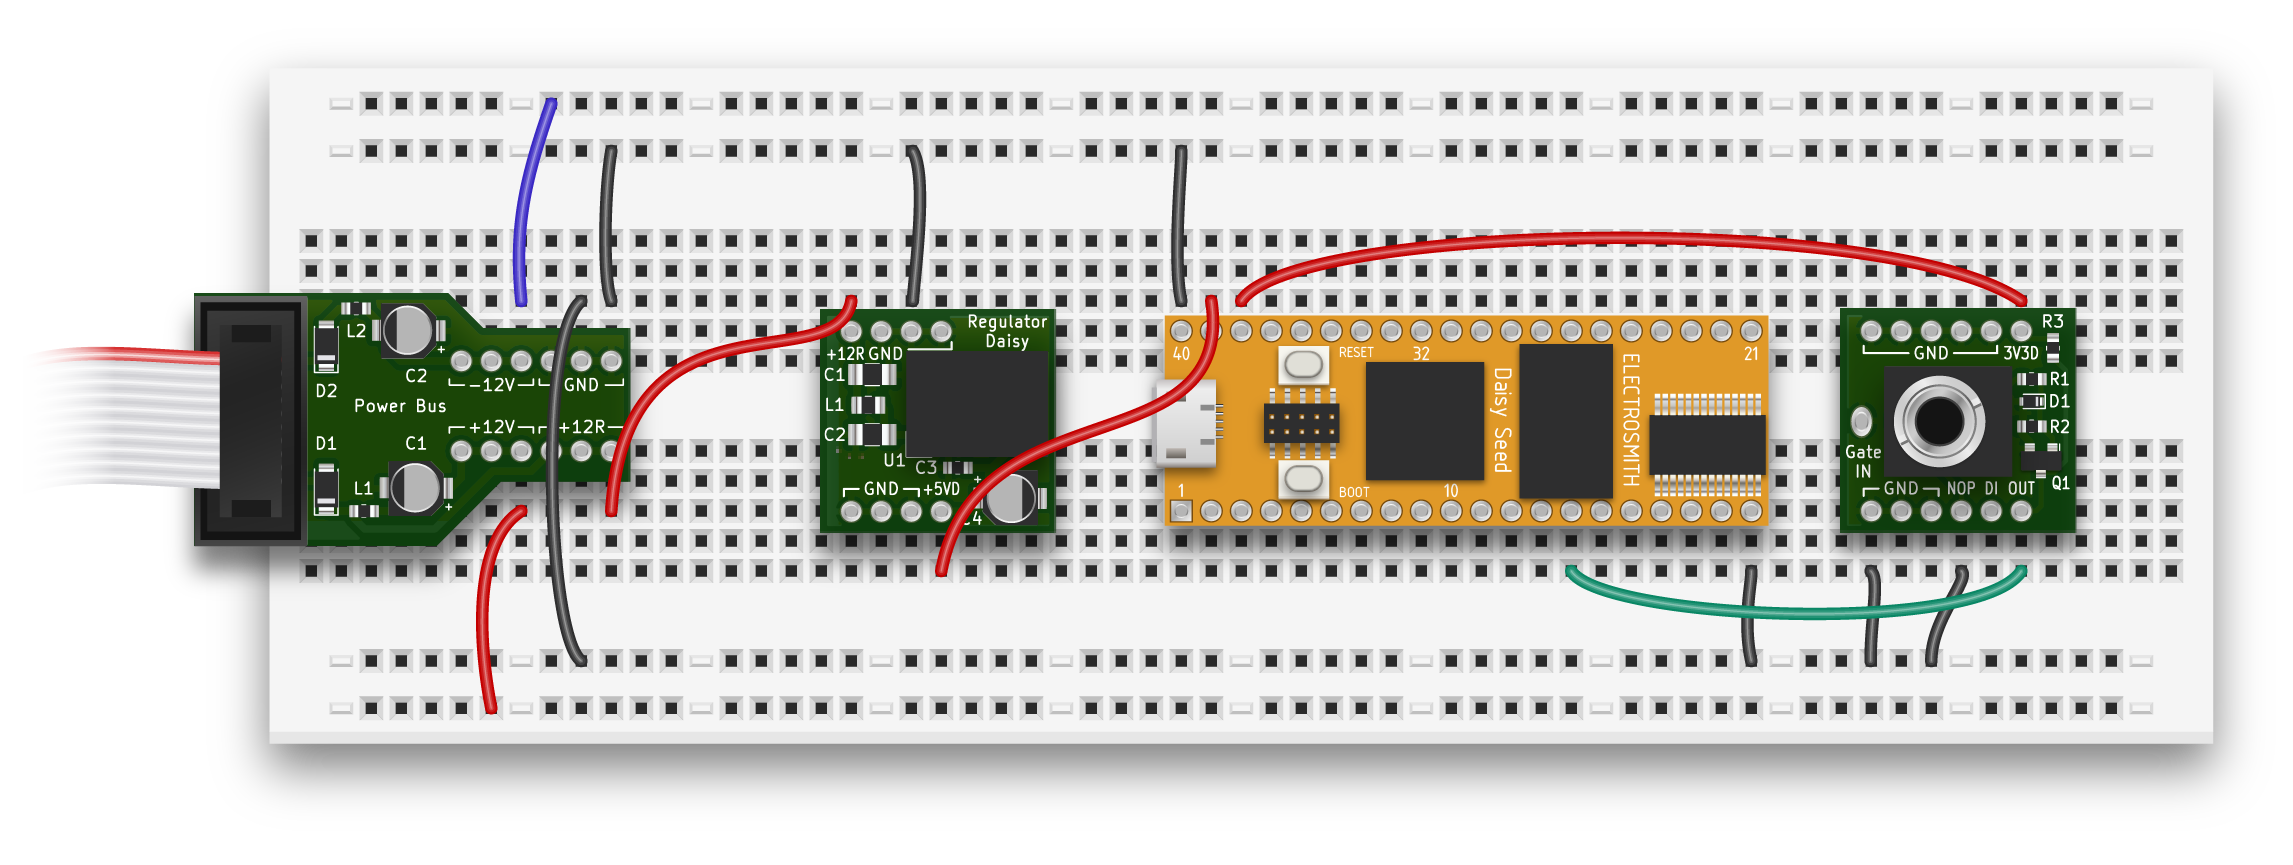 L2
D2
C2
-12V
GND
Power Bus
+12V
+12R
D1
C1
L1
Regulator
Daisy
+12R GND
C1
L1
C2
U1
C3
GND
+5VD
C4
40
RESET
32
21
Daisy Seed
ELECTROSMITH
1
BOOT
10
R3
GND
3V3D
R1
D1
R2
Gate
IN
Q1
GND
NOP
DI
OUT